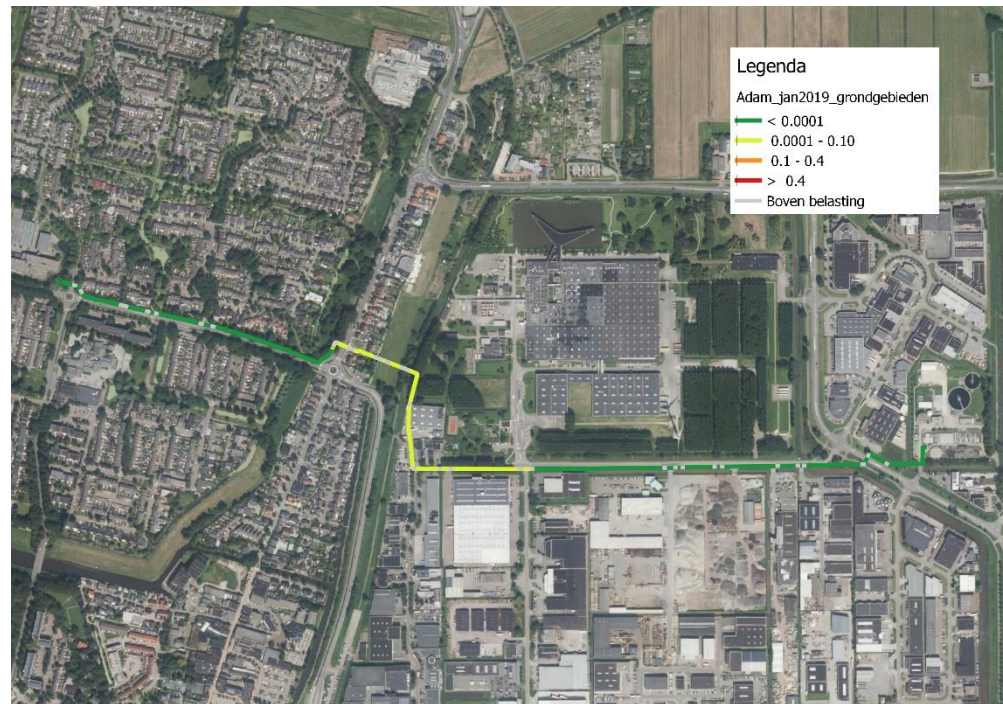 Legenda
Adam_jan2019_grondgebieden
< 0.0001
0.0001 - 0.10
0.1 - 0.4
> 0.4
Boven belasting